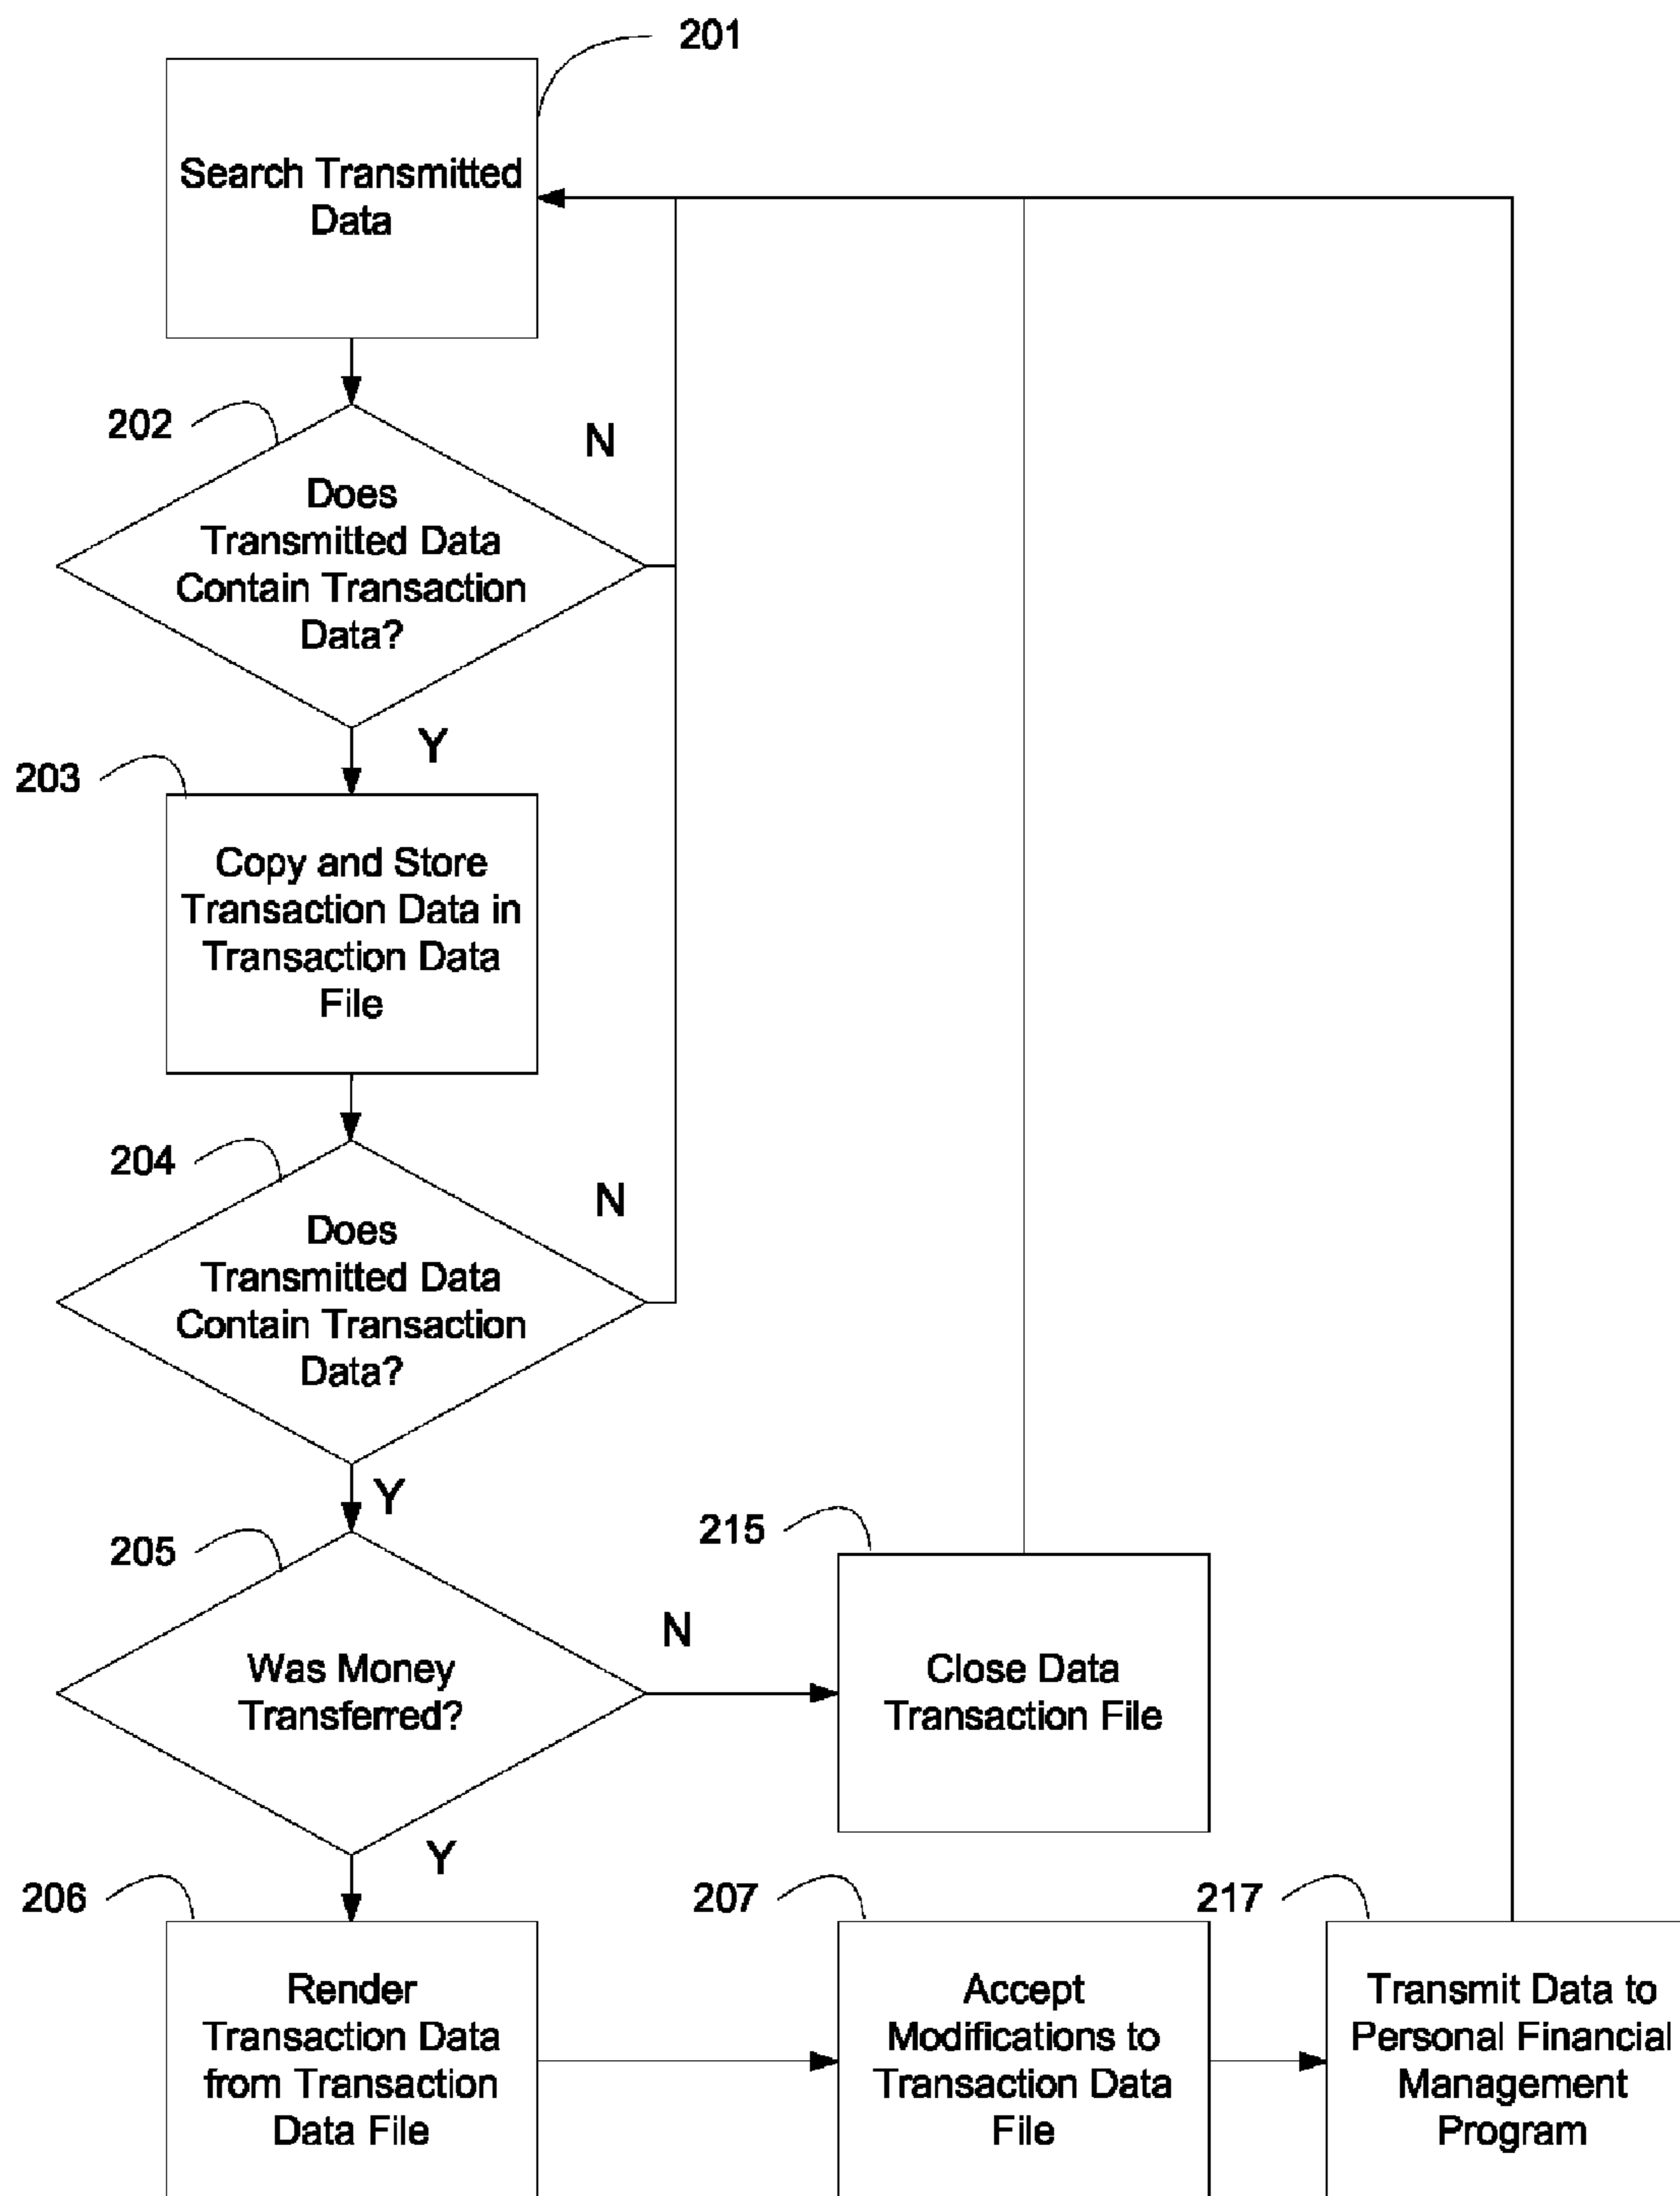 201
Search Transmitted
Data
202
N
Does
Transmitted Data
Contain Transaction
Data?
Y
203
Copy and Store
Transaction Data in
Transaction Data
File
204
N
Does
Transmitted Data
Contain Transaction
Data?
Y
205
Was Money
Transferred?
N
215
Close Data
Transaction File
Y
206
Render
Transaction Data
from Transaction
Data File
207
Accept
Modifications to
Transaction Data
File
217
Transmit Data to
Personal Financial
Management
Program